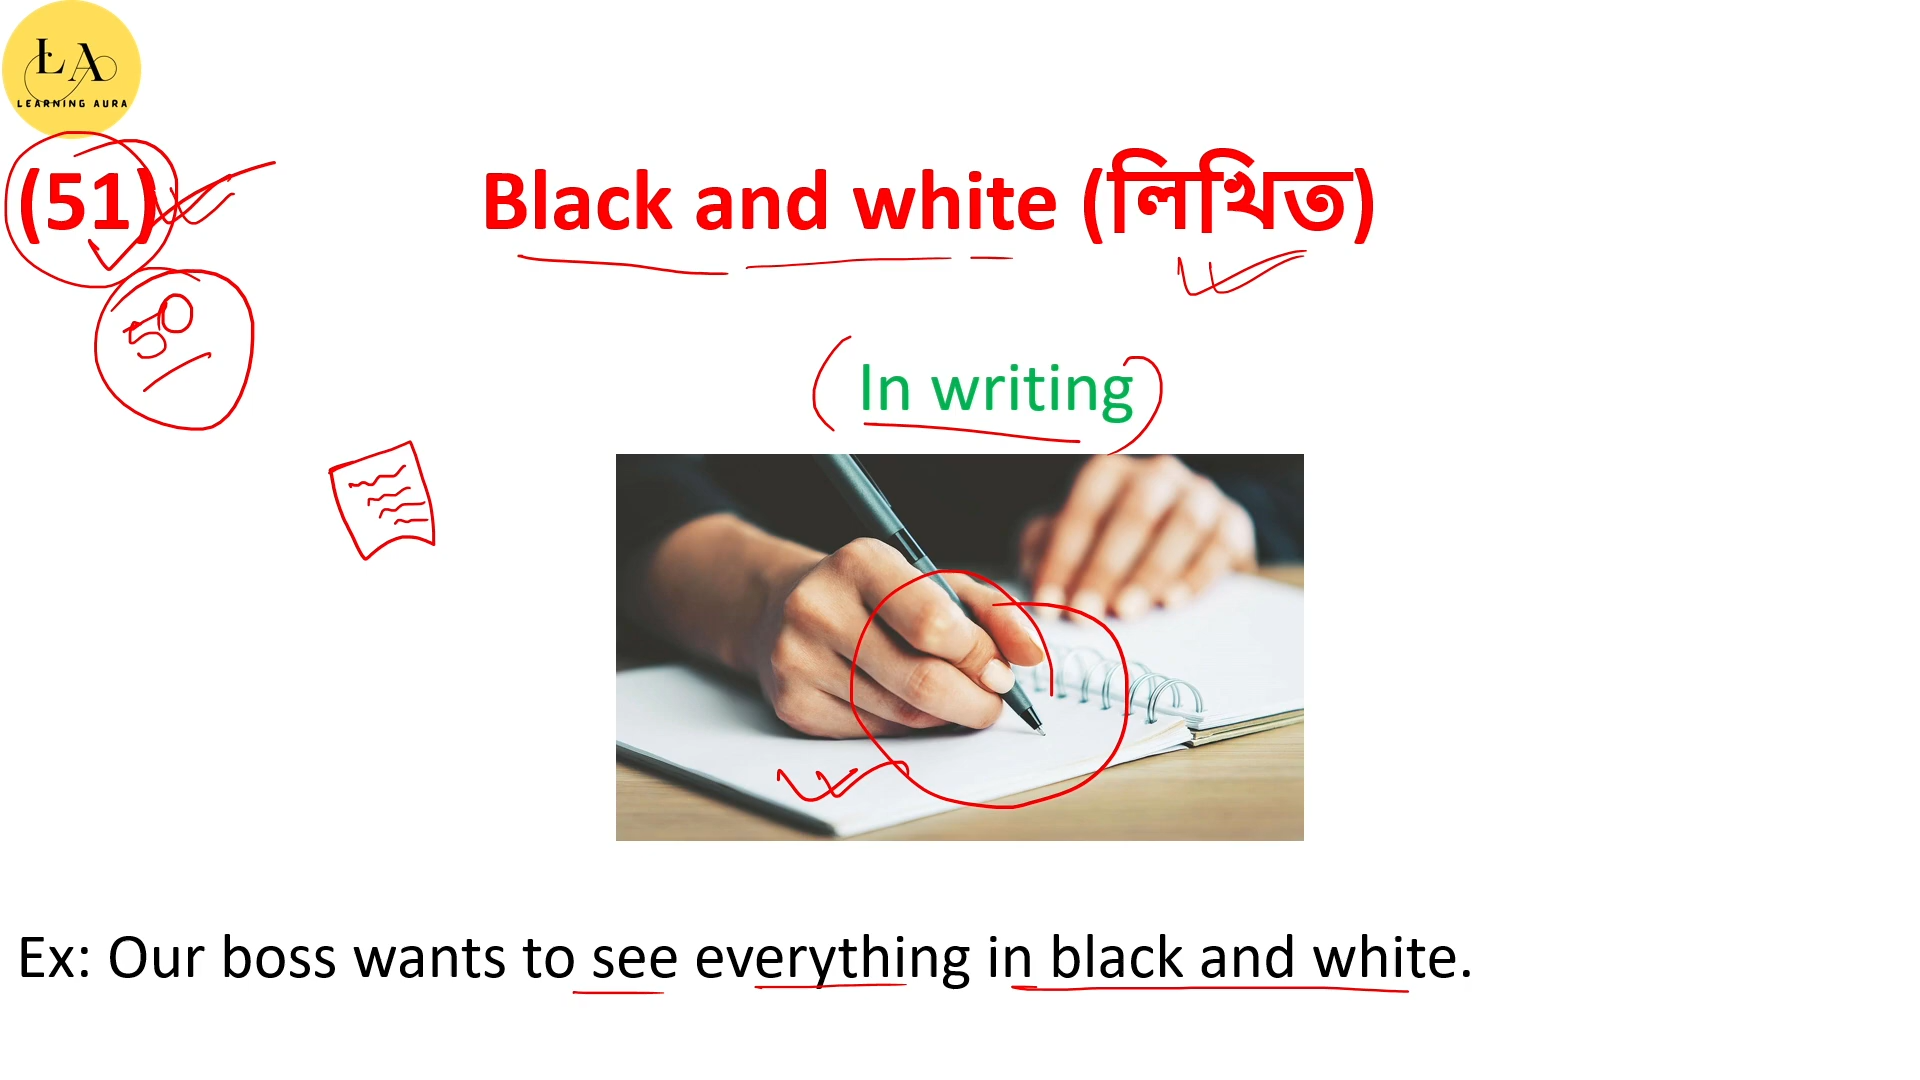 LA
LEARNING AURA
(51)
Black and white (লিখিত)
50
In writing
Ex: Our boss wants to see everything in black and white.